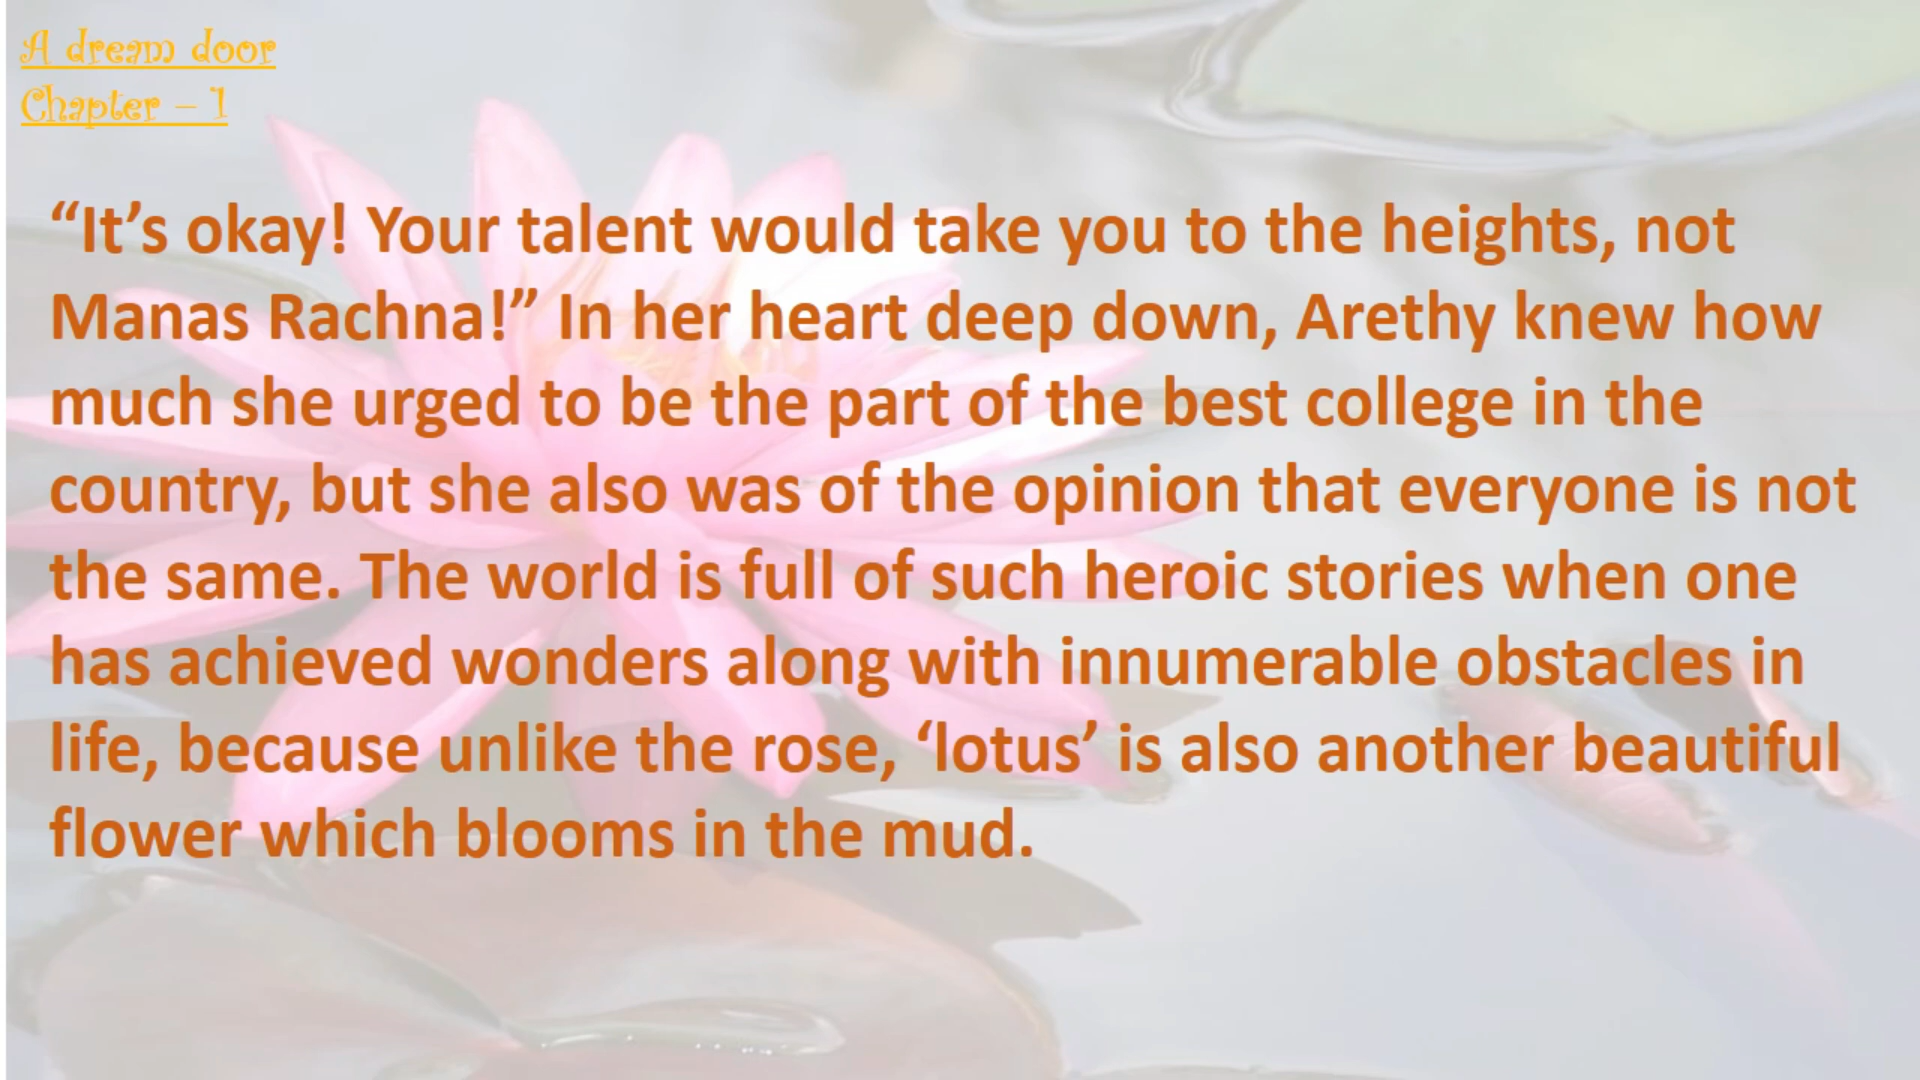 A dream door
Chapter – 1
“It’s okay! Your talent would take you to the heights, not
Manas Rachna!” In her heart deep down, Arethy knew how
much she urged to be the part of the best college in the
country, but she also was of the opinion that everyone is not
the same. The world is full of such heroic stories when one
has achieved wonders along with innumerable obstacles in
life, because unlike the rose, ‘lotus’ is also another beautiful
flower which blooms in the mud.